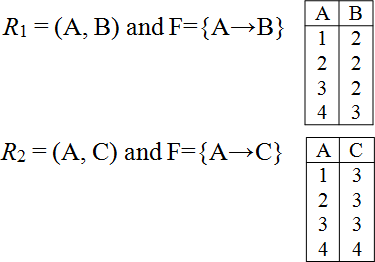 R1 = (A, B) and F={A→B}
A B
1 2
2 2
3 2
4 3
R2 = (A, C) and F={A→C}
A C
1 3
2 3
3 3
4 4